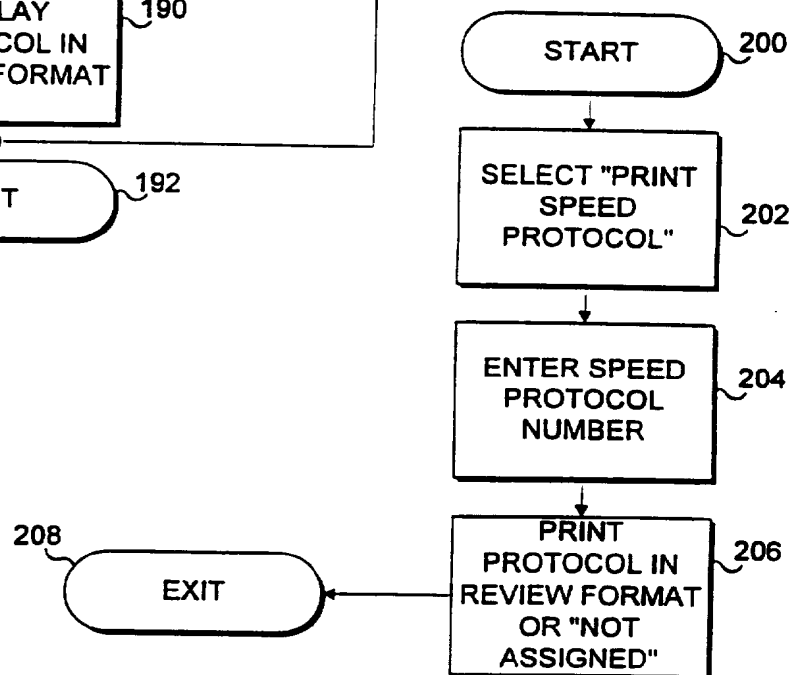 LAY
COL IN
FORMAT
190
T
192
START
200
SELECT "PRINT
SPEED
PROTOCOL"
202
ENTER SPEED
PROTOCOL
NUMBER
204
PRINT
PROTOCOL IN
REVIEW FORMAT
OR "NOT
ASSIGNED"
206
208
EXIT